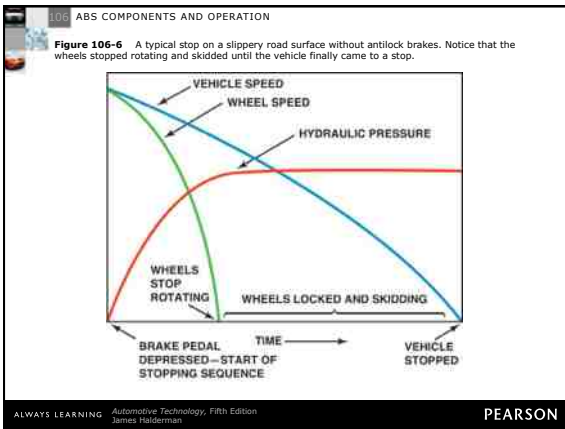 106 ABS COMPONENTS AND OPERATION
Figure 106-6 A typical stop on a slippery road surface without antilock brakes. Notice that the
wheels stopped rotating and skidded until the vehicle finally came to a stop.
VEHICLE SPEED
WHEEL SPEED
HYDRAULIC PRESSURE
WHEELS
STOP
ROTATING
WHEELS LOCKED AND SKIDDING
BRAKE PEDAL
DEPRESSED—START OF
STOPPING SEQUENCE
TIME
VEHICLE
STOPPED
ALWAYS LEARNING
Automotive Technology, Fifth Edition
James Halderman
PEARSON